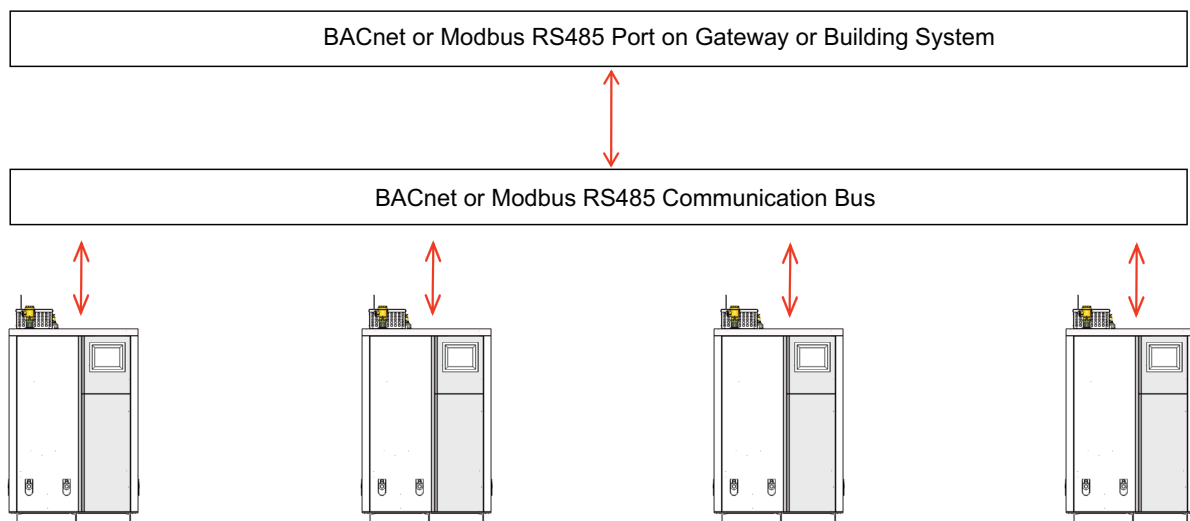 BACnet or Modbus RS485 Port on Gateway or Building System
BACnet or Modbus RS485 Communication Bus